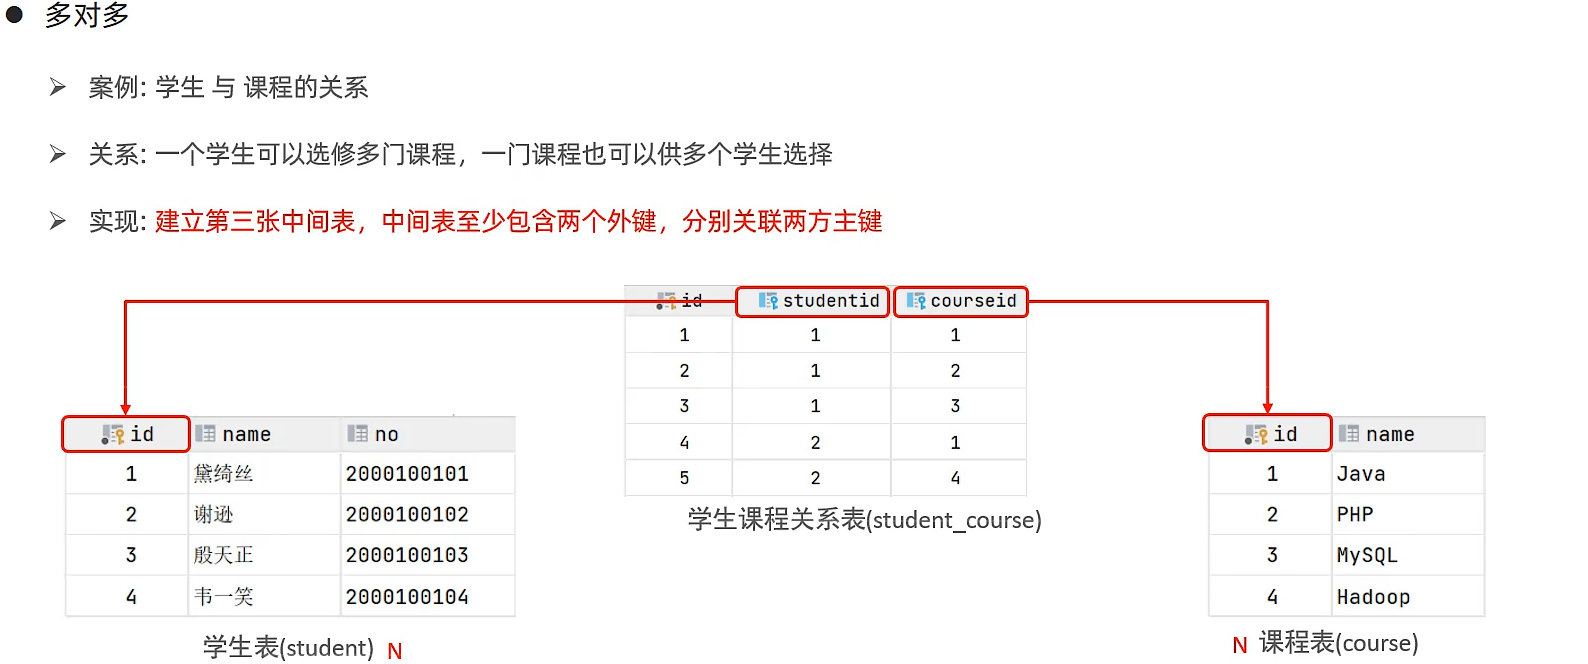 ● 多对多
➢ 案例: 学生 与 课程的关系
➢ 关系: 一个学生可以选修多门课程，一门课程也可以供多个学生选择
➢ 实现: 建立第三张中间表，中间表至少包含两个外键，分别关联两方主键
id studentid courseid
1 1 1
2 1 2
3 1 3
4 2 1
5 2 4
学生课程关系表(student_course)
id name no
1 黛绮丝 2000100101
2 谢逊 2000100102
3 殷天正 2000100103
4 韦一笑 2000100104
学生表(student) N
id name
1 Java
2 PHP
3 MySQL
4 Hadoop
N 课程表(course)